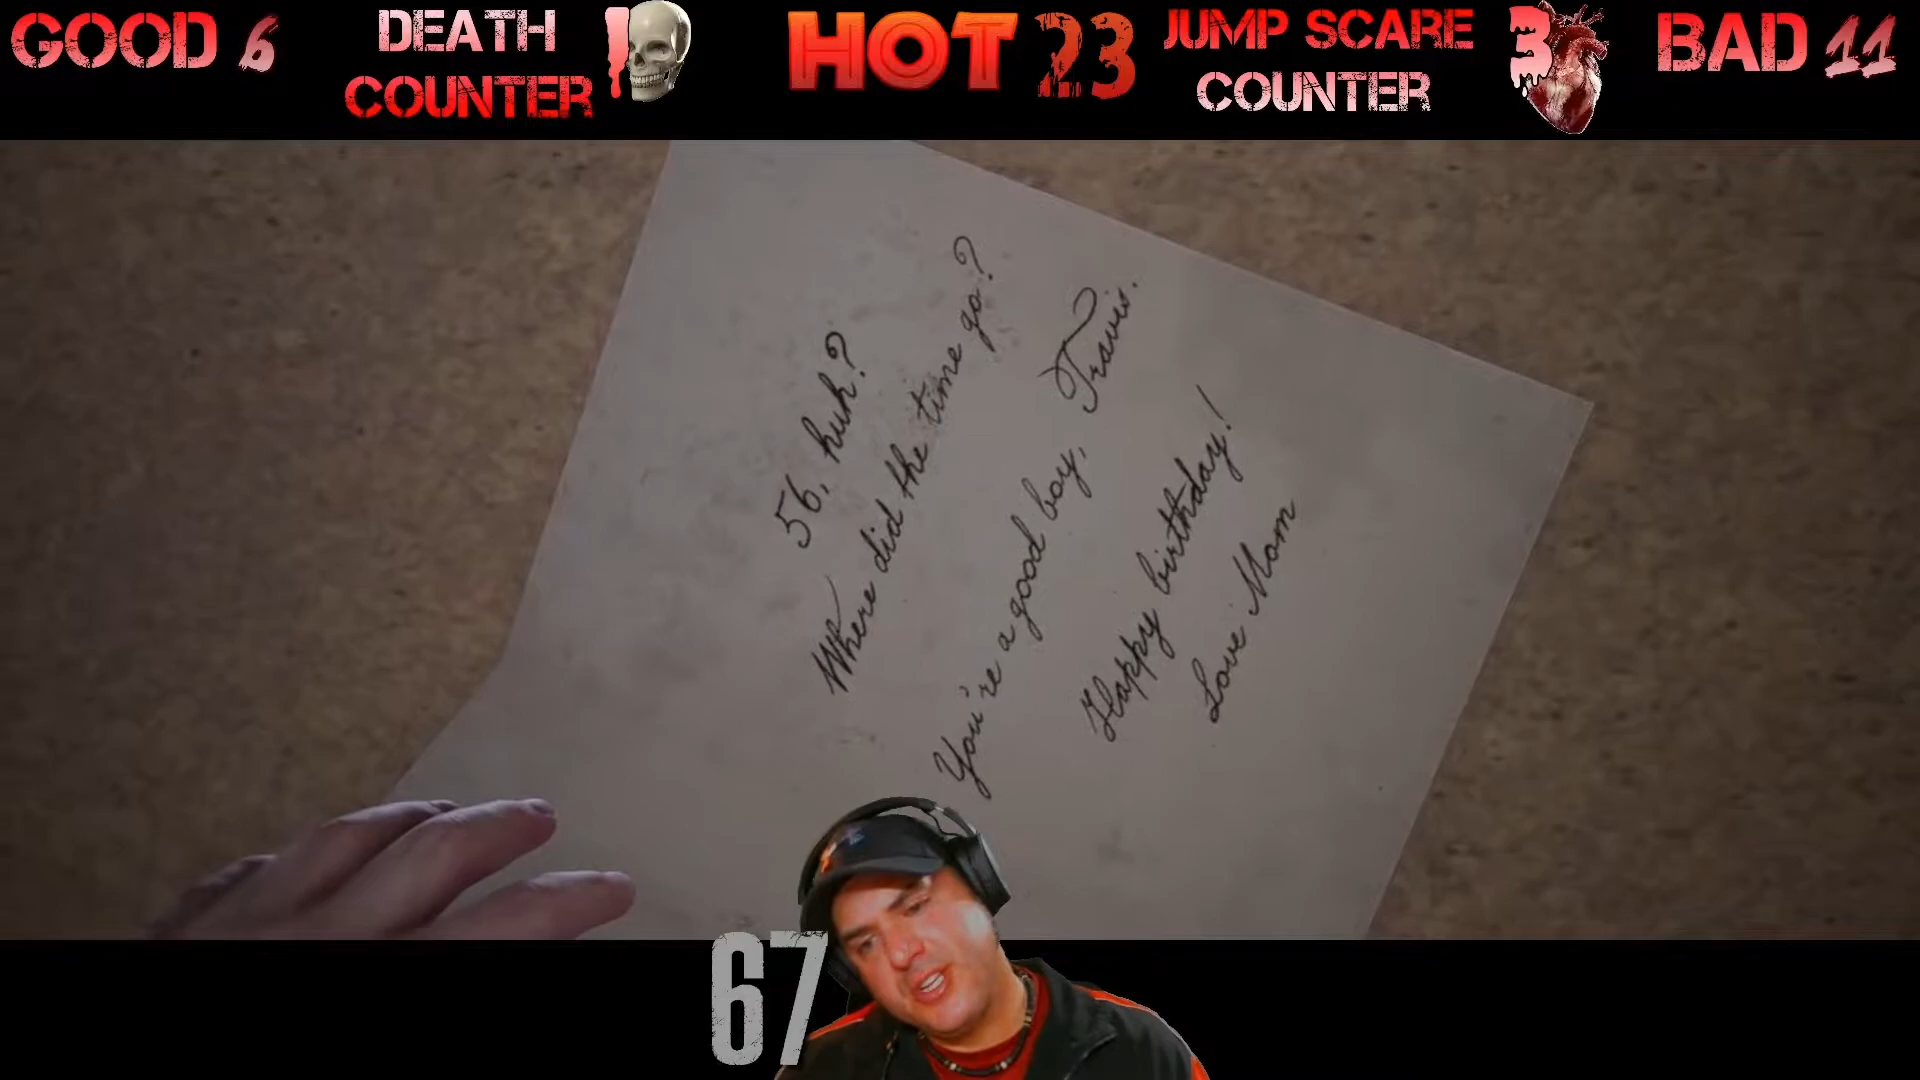 GOOD 6
DEATH
COUNTER
HOT 23
JUMP SCARE
COUNTER
3
BAD 11
56, huh?
Where did the time go?
You're a good boy, Travis.
Happy birthday!
Love Mom
67